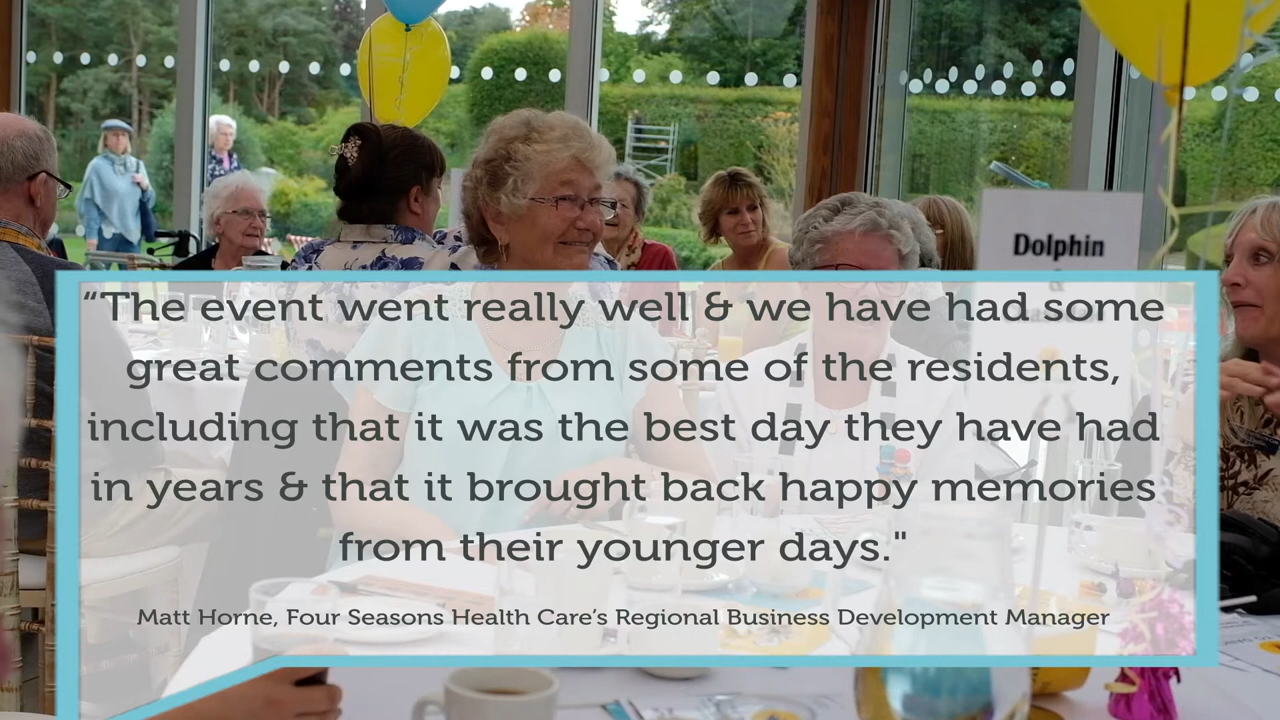 Dolphin
“The event went really well & we have had some
great comments from some of the residents,
including that it was the best day they have had
in years & that it brought back happy memories
from their younger days."
Matt Horne, Four Seasons Health Care’s Regional Business Development Manager